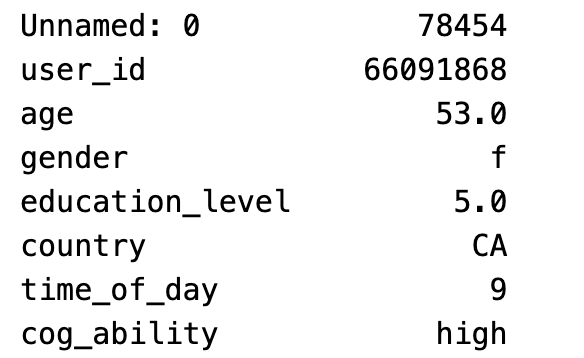 Unnamed: 0 78454
user_id 66091868
age 53.0
gender f
education_level 5.0
country CA
time_of_day 9
cog_ability high